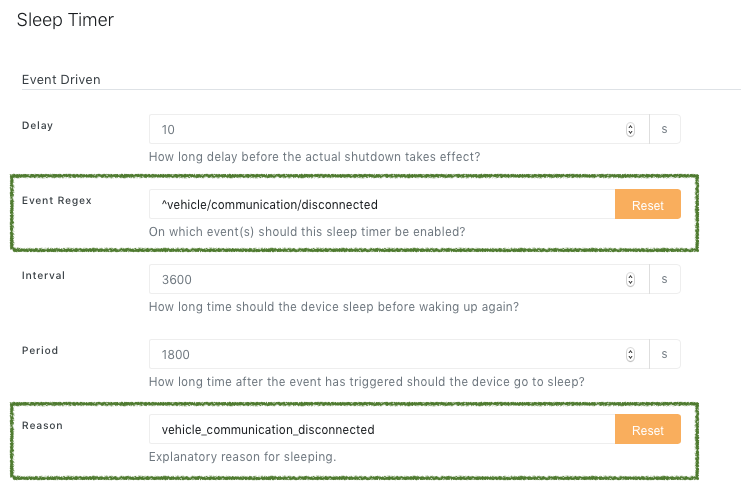 Sleep Timer
Event Driven
Delay
10
s
How long delay before the actual shutdown takes effect?
Event Regex
^vehicle/communication/disconnected
Reset
On which event(s) should this sleep timer be enabled?
Interval
3600
s
How long time should the device sleep before waking up again?
Period
1800
s
How long time after the event has triggered should the device go to sleep?
Reason
vehicle_communication_disconnected
Reset
Explanatory reason for sleeping.